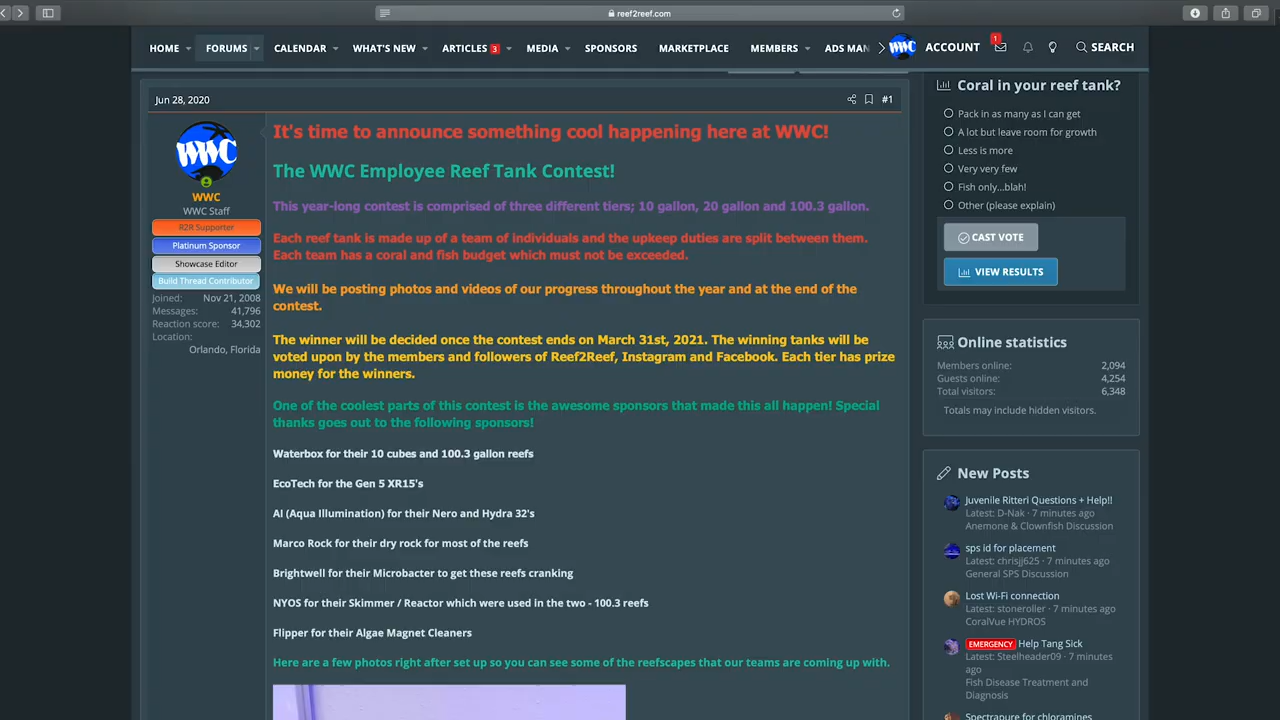 reef2reef.com
HOME
FORUMS
CALENDAR
WHAT'S NEW
ARTICLES 3
MEDIA
SPONSORS
MARKETPLACE
MEMBERS
ADS MAN
WWC
ACCOUNT
1
SEARCH
Jun 28, 2020
#1
WWC
WWC
WWC Staff
R2R Supporter
Platinum Sponsor
Showcase Editor
Build Thread Contributor
Joined: Nov 21, 2008
Messages: 41,796
Reaction score: 34,302
Location:
Orlando, Florida
It's time to announce something cool happening here at WWC!
The WWC Employee Reef Tank Contest!
This year-long contest is comprised of three different tiers; 10 gallon, 20 gallon and 100.3 gallon.
Each reef tank is made up of a team of individuals and the upkeep duties are split between them.
Each team has a coral and fish budget which must not be exceeded.
We will be posting photos and videos of our progress throughout the year and at the end of the
contest.
The winner will be decided once the contest ends on March 31st, 2021. The winning tanks will be
voted upon by the members and followers of Reef2Reef, Instagram and Facebook. Each tier has prize
money for the winners.
One of the coolest parts of this contest is the awesome sponsors that made this all happen! Special
thanks goes out to the following sponsors!
Waterbox for their 10 cubes and 100.3 gallon reefs
EcoTech for the Gen 5 XR15's
AI (Aqua Illumination) for their Nero and Hydra 32's
Marco Rock for their dry rock for most of the reefs
Brightwell for their Microbacter to get these reefs cranking
NYOS for their Skimmer / Reactor which were used in the two - 100.3 reefs
Flipper for their Algae Magnet Cleaners
Here are a few photos right after set up so you can see some of the reefscapes that our teams are coming up with.
Coral in your reef tank?
Pack in as many as I can get
A lot but leave room for growth
Less is more
Very very few
Fish only...blah!
Other (please explain)
CAST VOTE
VIEW RESULTS
Online statistics
Members online: 2,094
Guests online: 4,254
Total visitors: 6,348
Totals may include hidden visitors.
New Posts
Juvenile Ritteri Questions + Help!!
Latest: D-Nak · 7 minutes ago
Anemone & Clownfish Discussion
sps id for placement
Latest: chrisjj625 · 7 minutes ago
General SPS Discussion
Lost Wi-Fi connection
Latest: stoneroller · 7 minutes ago
CoralVue HYDROS
EMERGENCY Help Tang Sick
Latest: Steelheader09 · 7 minutes
ago
Fish Disease Treatment and
Diagnosis
Spectrapure for chloramines